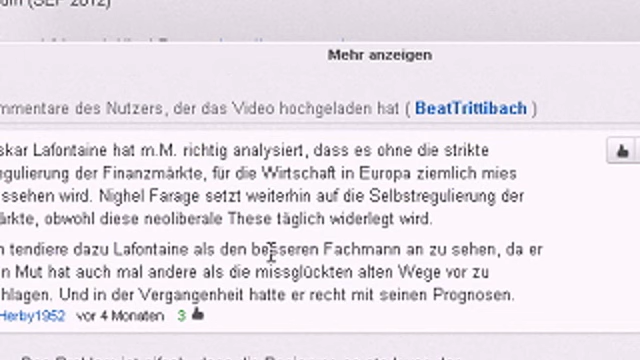 (SEP 2012)
Mehr anzeigen
mmentare des Nutzers, der das Video hochgeladen hat ( BeatTrittibach )
skar Lafontaine hat m.M. richtig analysiert, dass es ohne die strikte
egulierung der Finanzmärkte, für die Wirtschaft in Europa ziemlich mies
ssehen wird. Nighel Farage setzt weiterhin auf die Selbstregulierung der
ärkte, obwohl diese neoliberale These täglich widerlegt wird.
h tendiere dazu Lafontaine als den besseren Fachmann an zu sehen, da er
n Mut hat auch mal andere als die missglückten alten Wege vor zu
hlagen. Und in der Vergangenheit hatte er recht mit seinen Prognosen.
Herby1952 vor 4 Monaten 3